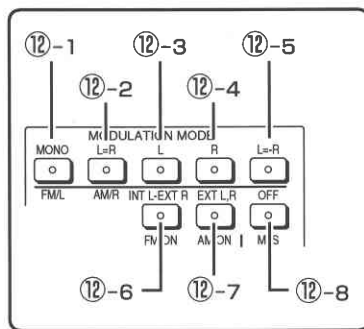 ⑫-1 ⑫-3 ⑫-5
⑫-2 ⑫-4
MODULATION MODE
MONO L=R L R L=-R
FM/L AM/R INT L-EXT R EXT L,R OFF
FM ON AM ON
⑫-6 ⑫-7 ⑫-8